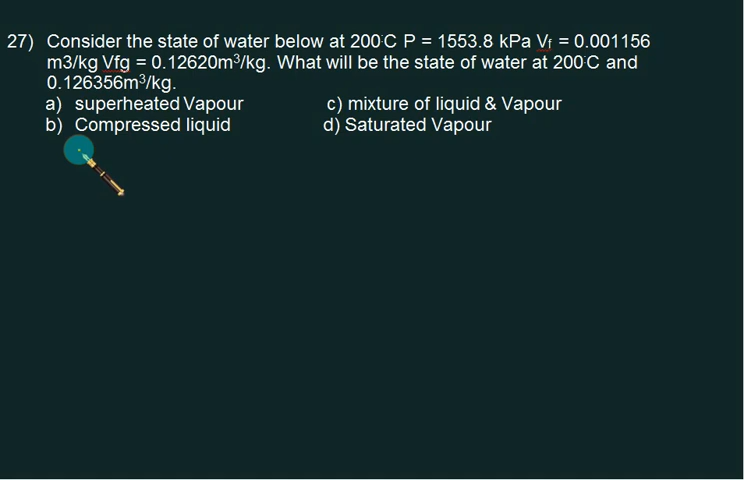 27) Consider the state of water below at 200°C P = 1553.8 kPa Vf = 0.001156
m3/kg Vfg = 0.12620m³/kg. What will be the state of water at 200°C and
0.126356m³/kg.
a) superheated Vapour c) mixture of liquid & Vapour
b) Compressed liquid d) Saturated Vapour